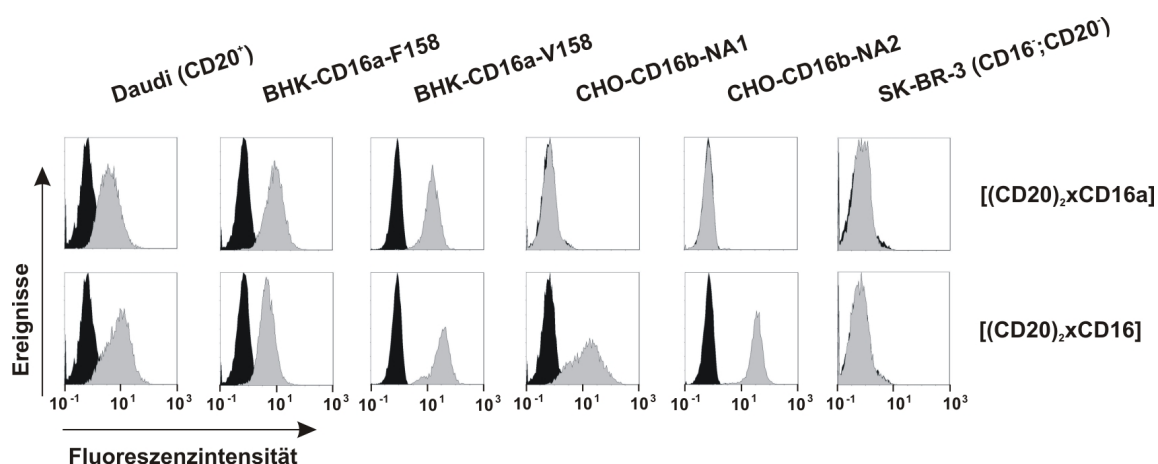 Daudi (CD20⁺)
BHK-CD16a-F158
BHK-CD16a-V158
CHO-CD16b-NA1
CHO-CD16b-NA2
SK-BR-3 (CD16⁻;CD20⁻)
[(CD20)₂xCD16a]
[(CD20)₂xCD16]
Ereignisse
10⁻¹ 10¹ 10³ 10⁻¹ 10¹ 10³ 10⁻¹ 10¹ 10³ 10⁻¹ 10¹ 10³ 10⁻¹ 10¹ 10³ 10⁻¹ 10¹ 10³
Fluoreszenzintensität